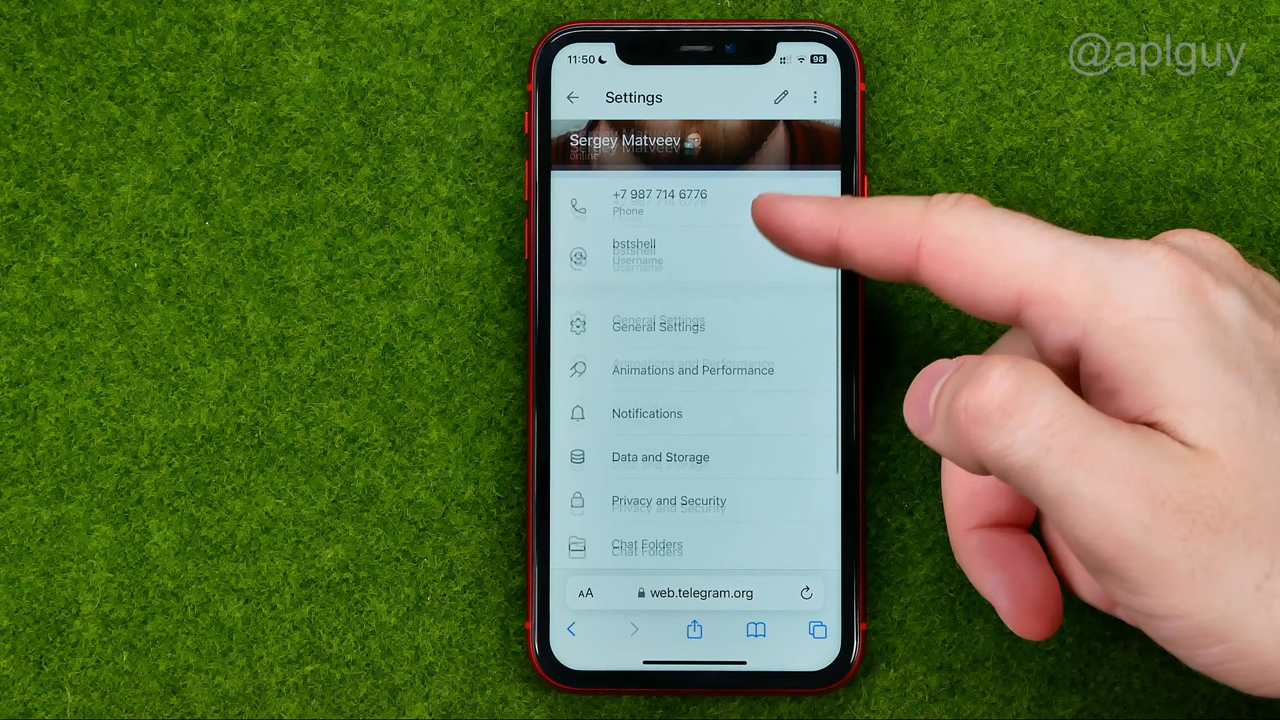 @aplguy
11:50
98
Settings
Sergey Matveev
online
+7 987 714 6776
Phone
bstshell
Username
General Settings
Animations and Performance
Notifications
Data and Storage
Privacy and Security
Chat Folders
AA
web.telegram.org